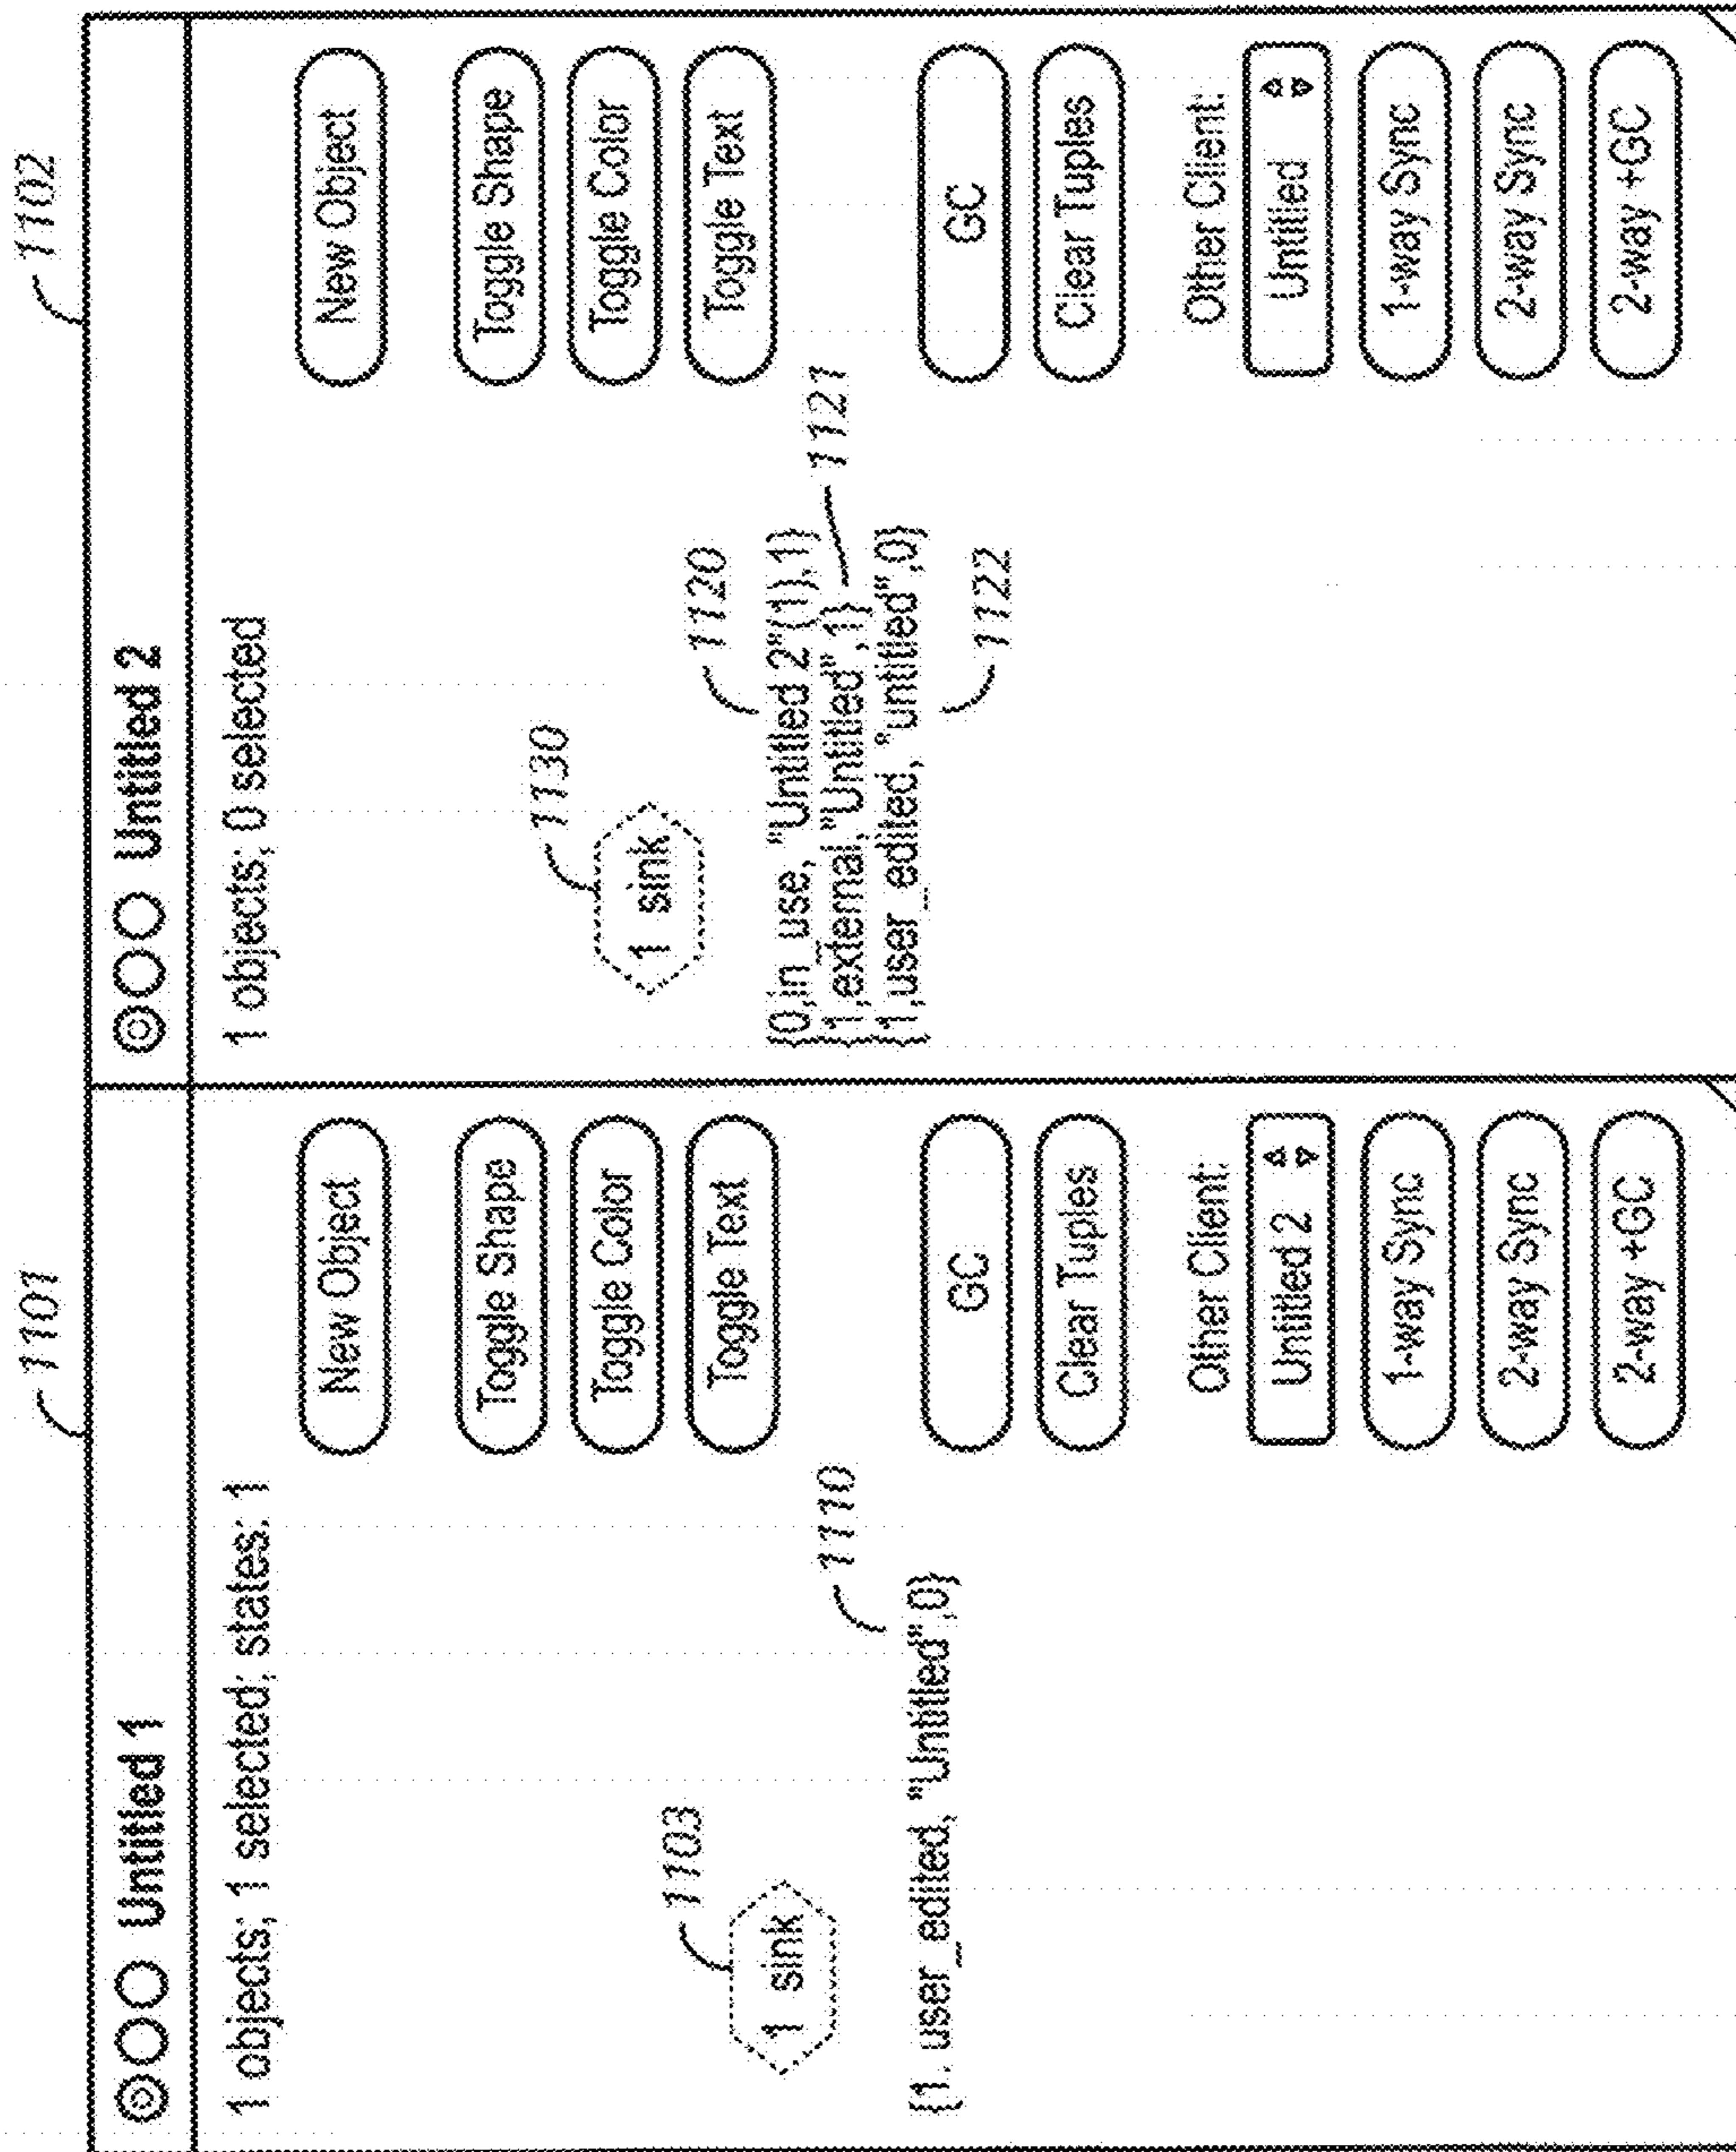 1101
Untitled 1
1 objects; 1 selected; states: 1
New Object
1103
1 sink
Toggle Shape
Toggle Color
Toggle Text
1110
{1. user_edited, "Untitled",0}
GC
Clear Tuples
Other Client:
Untitled 2
1-way Sync
2-way Sync
2-way +GC
1102
Untitled 2
1 objects; 0 selected
New Object
1130
1 sink
Toggle Shape
Toggle Color
Toggle Text
1120
{0,in_use, "Untitled 2"(1),1}
{1,external,"Untitled",1}
1121
{1,user_edited, "untitled",0}
1122
GC
Clear Tuples
Other Client:
Untitled
1-way Sync
2-way Sync
2-way +GC